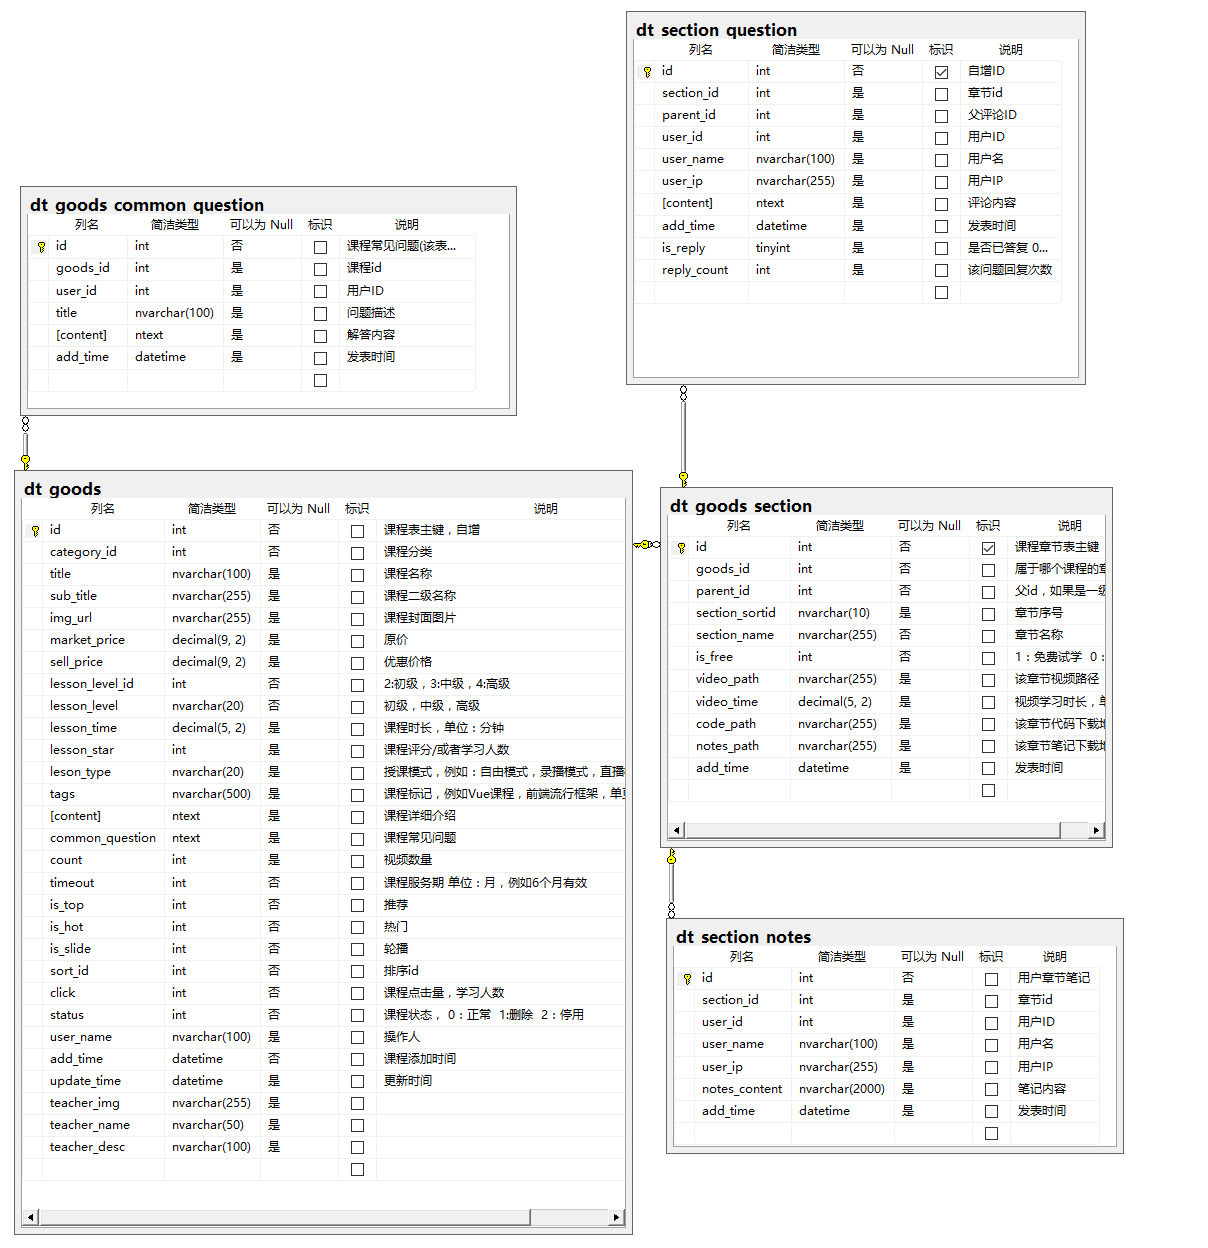 dt_section_question
列名 简洁类型 可以为 Null 标识 说明
id int 否 自增ID
section_id int 是 章节id
parent_id int 是 父评论ID
user_id int 是 用户ID
user_name nvarchar(100) 是 用户名
user_ip nvarchar(255) 是 用户IP
[content] ntext 是 评论内容
add_time datetime 是 发表时间
is_reply tinyint 是 是否已答复 0...
reply_count int 是 该问题回复次数
dt_goods_common_question
列名 简洁类型 可以为 Null 标识 说明
id int 否 课程常见问题(该表...
goods_id int 是 课程id
user_id int 是 用户ID
title nvarchar(100) 是 问题描述
[content] ntext 是 解答内容
add_time datetime 是 发表时间
dt_goods
列名 简洁类型 可以为 Null 标识 说明
id int 否 课程表主键，自增
category_id int 否 课程分类
title nvarchar(100) 是 课程名称
sub_title nvarchar(255) 是 课程二级名称
img_url nvarchar(255) 是 课程封面图片
market_price decimal(9, 2) 是 原价
sell_price decimal(9, 2) 是 优惠价格
lesson_level_id int 否 2:初级，3:中级，4:高级
lesson_level nvarchar(20) 否 初级，中级，高级
lesson_time decimal(5, 2) 是 课程时长，单位：分钟
lesson_star int 是 课程评分/或者学习人数
leson_type nvarchar(20) 是 授课模式，例如：自由模式，录播模式，直播
tags nvarchar(500) 是 课程标记，例如Vue课程，前端流行框架，单
[content] ntext 是 课程详细介绍
common_question ntext 是 课程常见问题
count int 是 视频数量
timeout int 否 课程服务期 单位：月，例如6个月有效
is_top int 否 推荐
is_hot int 否 热门
is_slide int 否 轮播
sort_id int 否 排序id
click int 否 课程点击量，学习人数
status int 否 课程状态， 0：正常 1:删除 2：停用
user_name nvarchar(100) 是 操作人
add_time datetime 否 课程添加时间
update_time datetime 是 更新时间
teacher_img nvarchar(255) 是
teacher_name nvarchar(50) 是
teacher_desc nvarchar(100) 是
dt_goods_section
列名 简洁类型 可以为 Null 标识 说明
id int 否 课程章节表主键
goods_id int 否 属于哪个课程的章
parent_id int 否 父id，如果是一级
section_sortid nvarchar(10) 是 章节序号
section_name nvarchar(255) 否 章节名称
is_free int 否 1：免费试学 0：
video_path nvarchar(255) 是 该章节视频路径
video_time decimal(5, 2) 是 视频学习时长，单
code_path nvarchar(255) 是 该章节代码下载地
notes_path nvarchar(255) 是 该章节笔记下载地
add_time datetime 是 发表时间
dt_section_notes
列名 简洁类型 可以为 Null 标识 说明
id int 否 用户章节笔记
section_id int 是 章节id
user_id int 是 用户ID
user_name nvarchar(100) 是 用户名
user_ip nvarchar(255) 是 用户IP
notes_content nvarchar(2000) 是 笔记内容
add_time datetime 是 发表时间